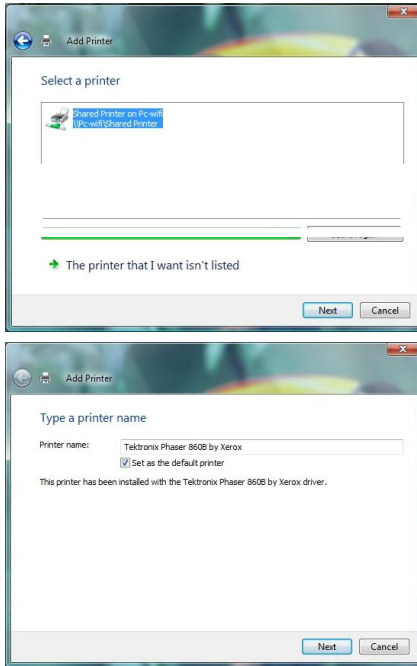 Add Printer
Select a printer
Shared Printer on Pc-wifi
\\Pc-wifi\Shared Printer
The printer that I want isn't listed
Next
Cancel
Add Printer
Type a printer name
Printer name:
Tektronix Phaser 860B by Xerox
Set as the default printer
This printer has been installed with the Tektronix Phaser 860B by Xerox driver.
Next
Cancel